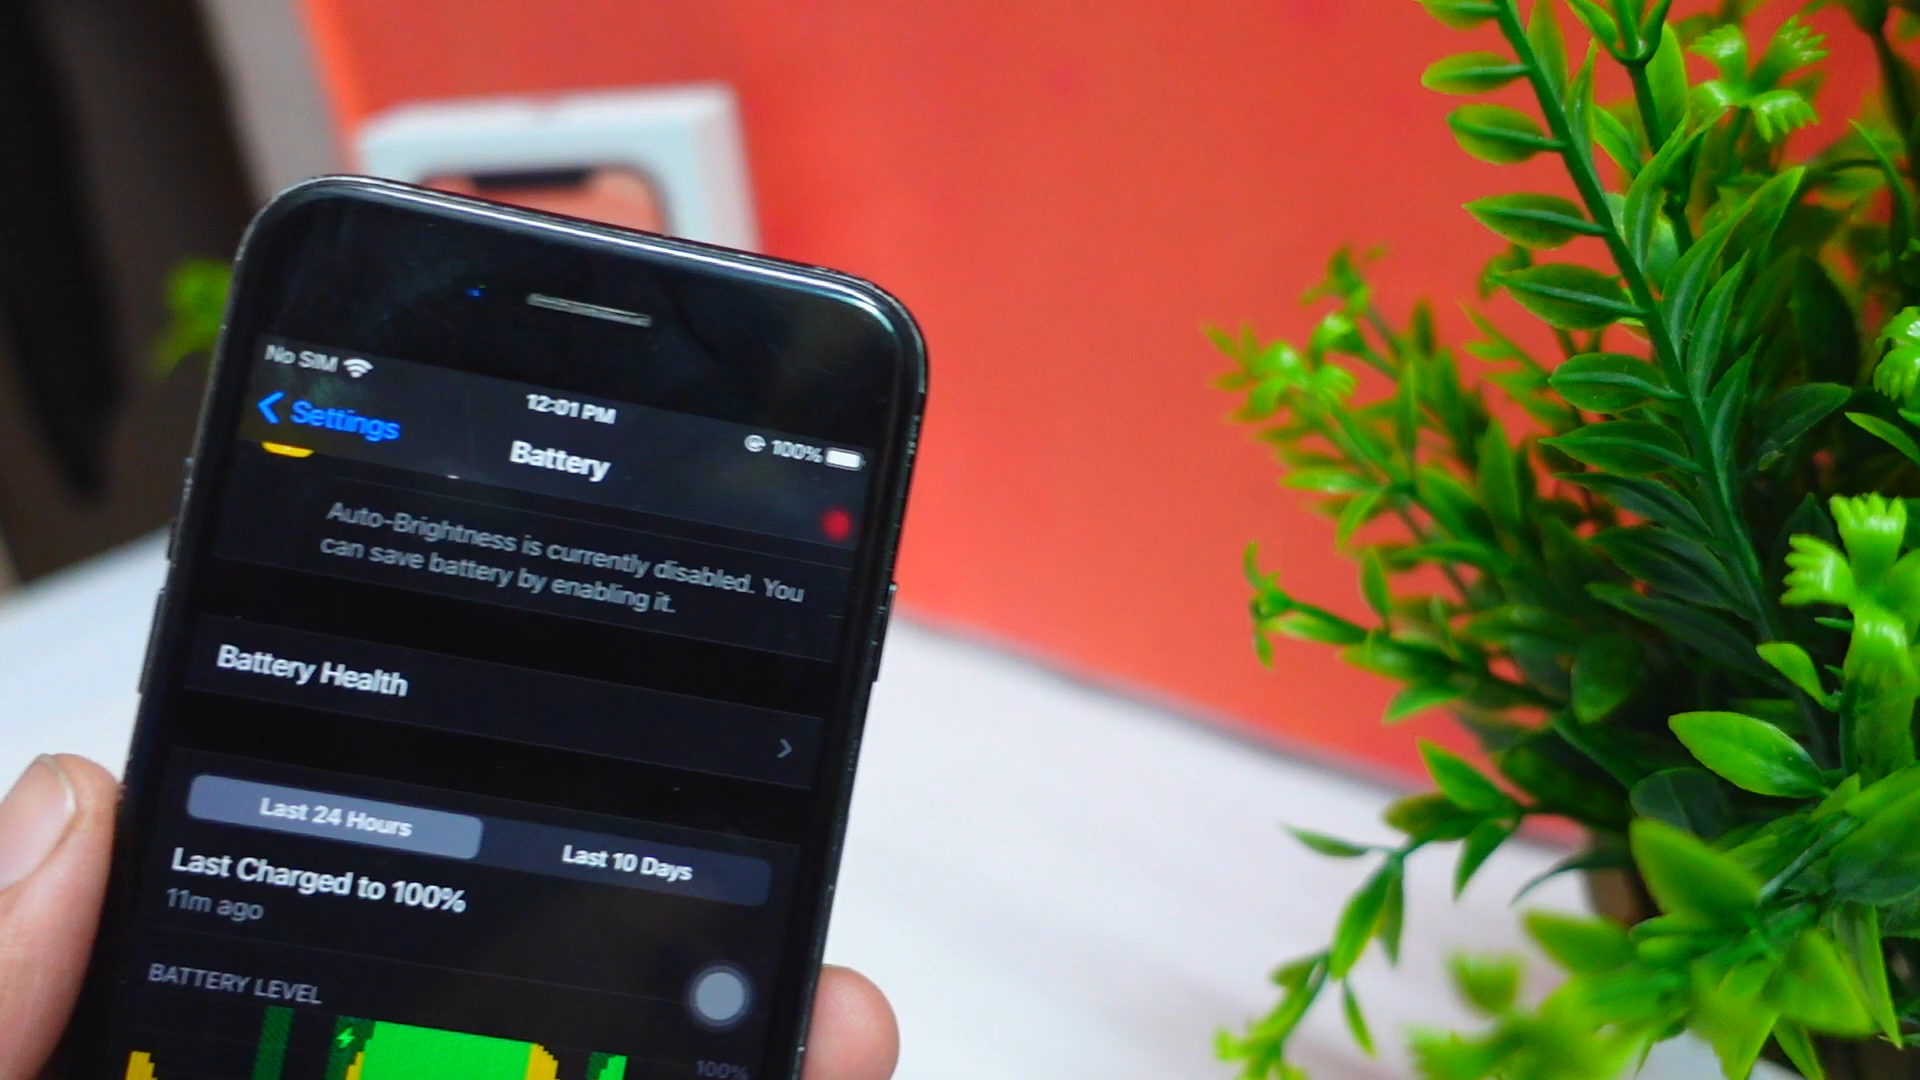 No SIM
12:01 PM
100%
Settings
Battery
Auto-Brightness is currently disabled. You
can save battery by enabling it.
Battery Health
Last 24 Hours
Last 10 Days
Last Charged to 100%
11m ago
BATTERY LEVEL
100%